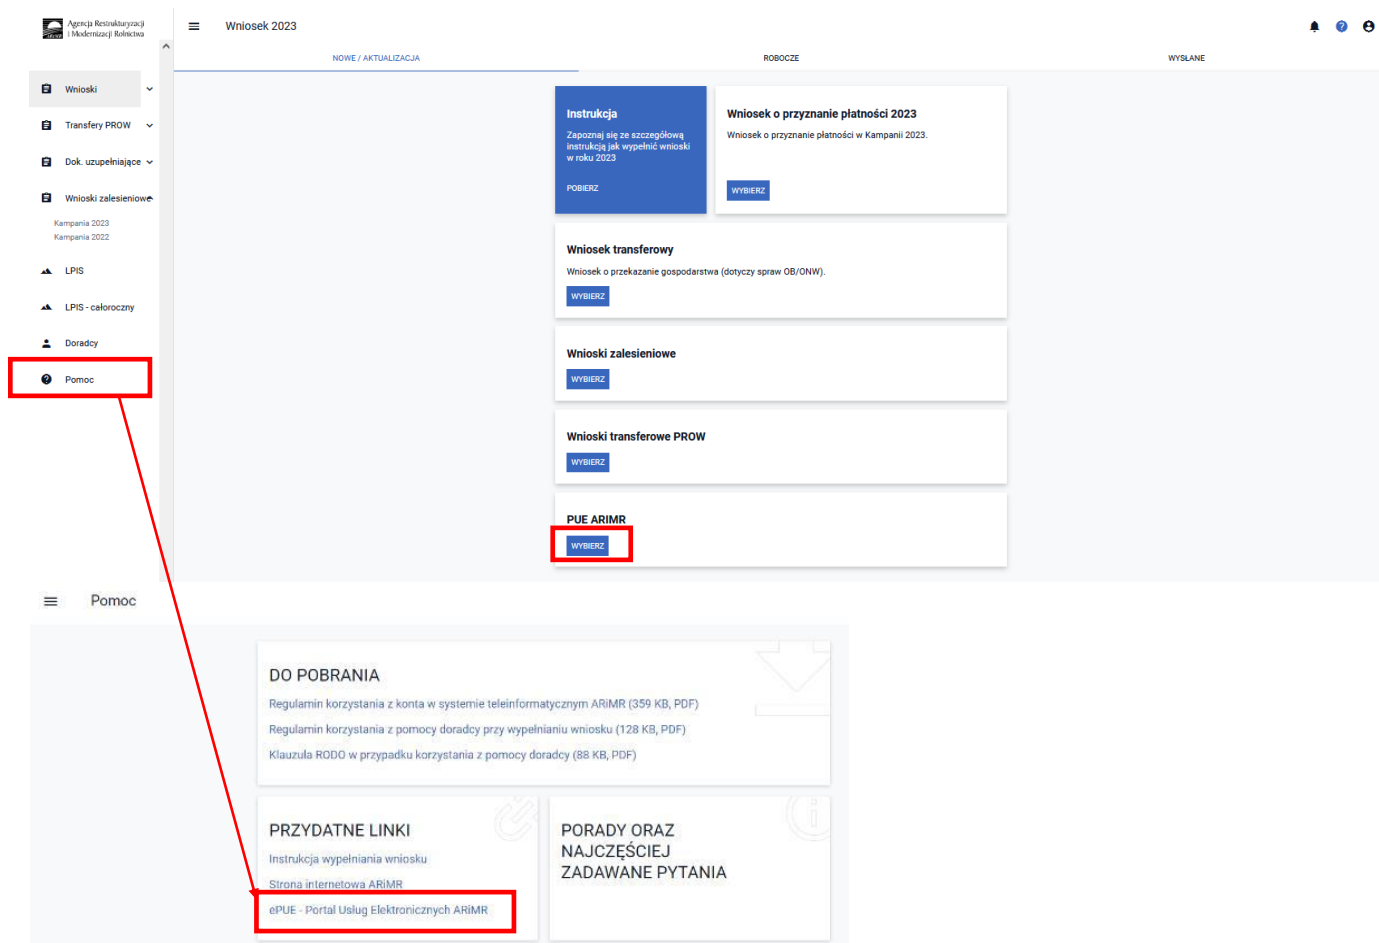 Agencja Restrukturyzacji
i Modernizacji Rolnictwa
Wniosek 2023
NOWE / AKTUALIZACJA
ROBOCZE
WYSŁANE
Wnioski
Transfery PROW
Dok. uzupełniające
Wnioski zalesieniowe
Kampania 2023
Kampania 2022
LPIS
LPIS - całoroczny
Doradcy
Pomoc
Instrukcja
Zapoznaj się ze szczegółową
instrukcją jak wypełnić wnioski
w roku 2023
POBIERZ
Wniosek o przyznanie płatności 2023
Wniosek o przyznanie płatności w Kampanii 2023.
WYBIERZ
Wniosek transferowy
Wniosek o przekazanie gospodarstwa (dotyczy spraw OB/ONW).
WYBIERZ
Wnioski zalesieniowe
WYBIERZ
Wnioski transferowe PROW
WYBIERZ
PUE ARIMR
WYBIERZ
Pomoc
DO POBRANIA
Regulamin korzystania z konta w systemie teleinformatycznym ARiMR (359 KB, PDF)
Regulamin korzystania z pomocy doradcy przy wypełnianiu wniosku (128 KB, PDF)
Klauzula RODO w przypadku korzystania z pomocy doradcy (88 KB, PDF)
PRZYDATNE LINKI
Instrukcja wypełniania wniosku
Strona internetowa ARiMR
ePUE - Portal Usług Elektronicznych ARiMR
PORADY ORAZ
NAJCZĘŚCIEJ
ZADAWANE PYTANIA